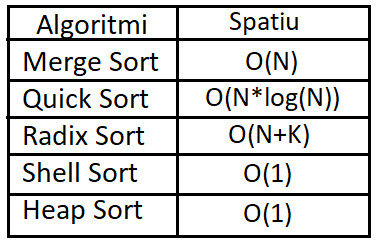 Algoritmi Spatiu
Merge Sort O(N)
Quick Sort O(N*log(N))
Radix Sort O(N+K)
Shell Sort O(1)
Heap Sort O(1)